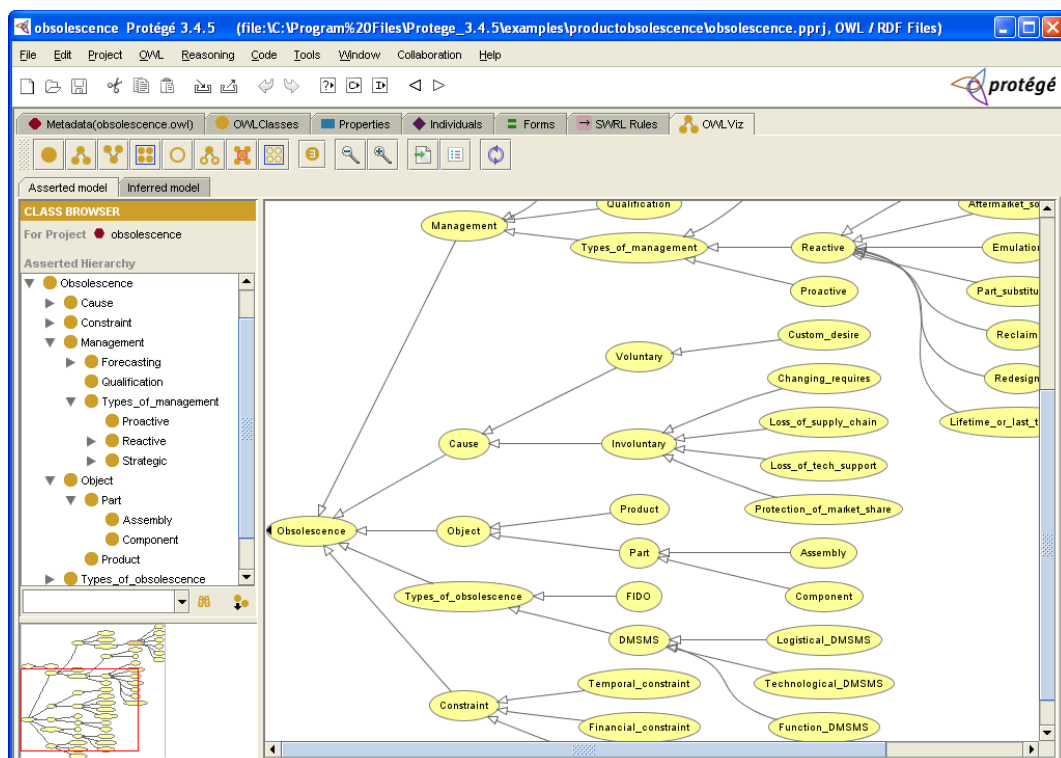 obsolescence Protégé 3.4.5 (file:\C:\Program%20Files\Protege_3.4.5\examples\productobsolescence\obsolescence.pprj, OWL / RDF Files)
File Edit Project OWL Reasoning Code Tools Window Collaboration Help
protégé
Metadata(obsolescence.owl) OWLClasses Properties Individuals Forms SWRL Rules OWLViz
Asserted model Inferred model
CLASS BROWSER
For Project obsolescence
Asserted Hierarchy
Obsolescence
Cause
Constraint
Management
Forecasting
Qualification
Types_of_management
Proactive
Reactive
Strategic
Object
Part
Assembly
Component
Product
Types_of_obsolescence
Qualification
Aftermarket_so
Management
Types_of_management
Reactive
Emulation
Proactive
Part_substitu
Custom_desire
Reclaim
Voluntary
Changing_requires
Redesign
Loss_of_supply_chain
Lifetime_or_last_t
Cause
Involuntary
Loss_of_tech_support
Protection_of_market_share
Product
Obsolescence
Object
Part
Assembly
Types_of_obsolescence
FIDO
Component
DMSMS
Logistical_DMSMS
Temporal_constraint
Technological_DMSMS
Constraint
Financial_constraint
Function_DMSMS